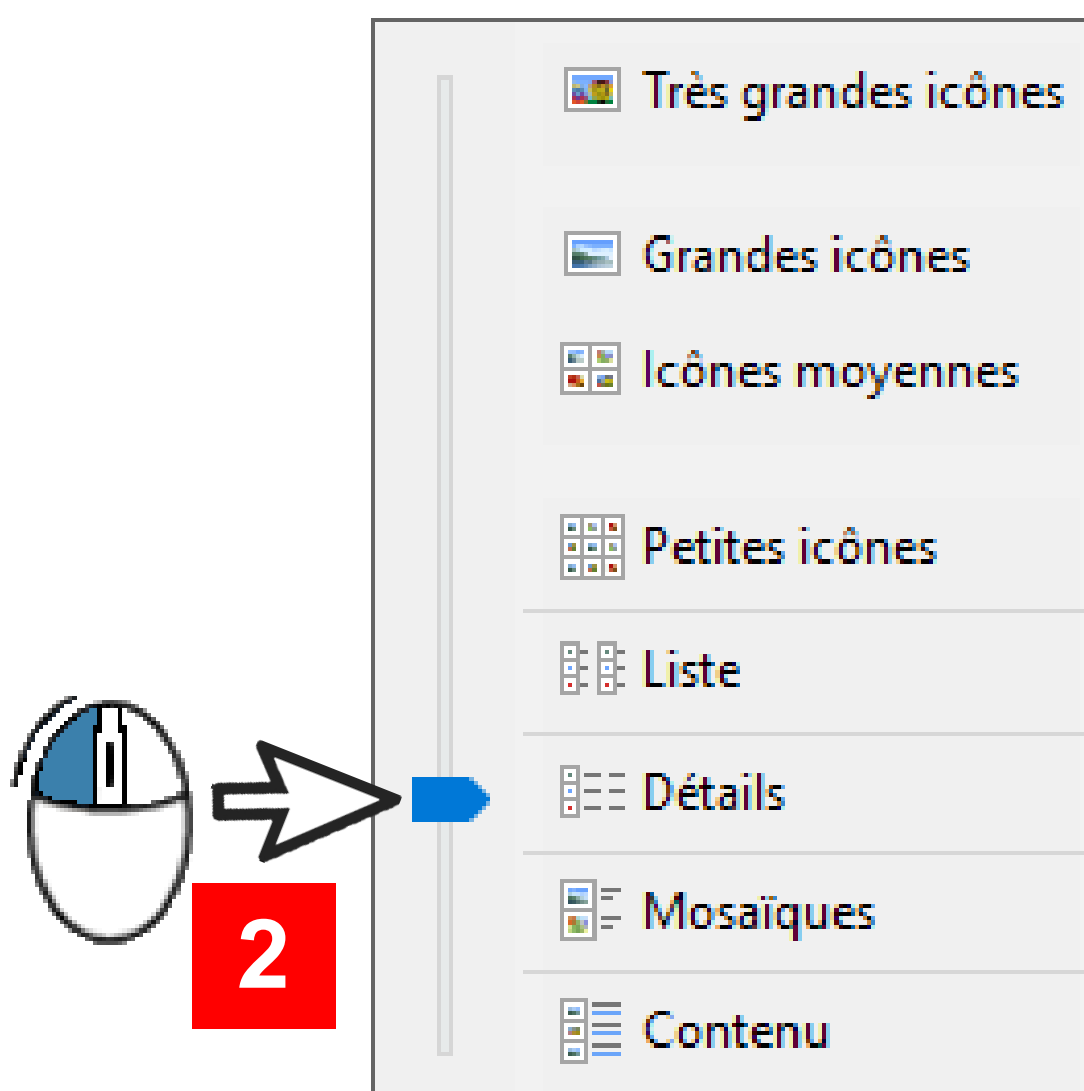 Très grandes icônes
Grandes icônes
Icônes moyennes
Petites icônes
Liste
Détails
Mosaïques
2
Contenu